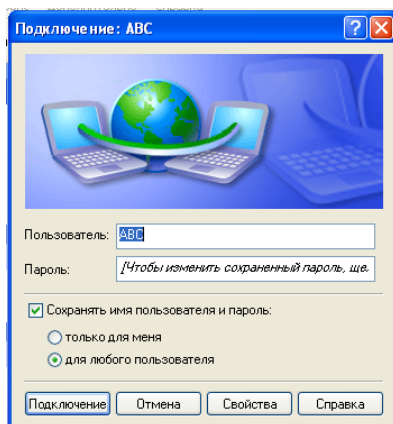 Подключение: ABC
Пользователь: ABC
Пароль: [Чтобы изменить сохраненный пароль, ще
Сохранять имя пользователя и пароль:
только для меня
для любого пользователя
Подключение Отмена Свойства Справка